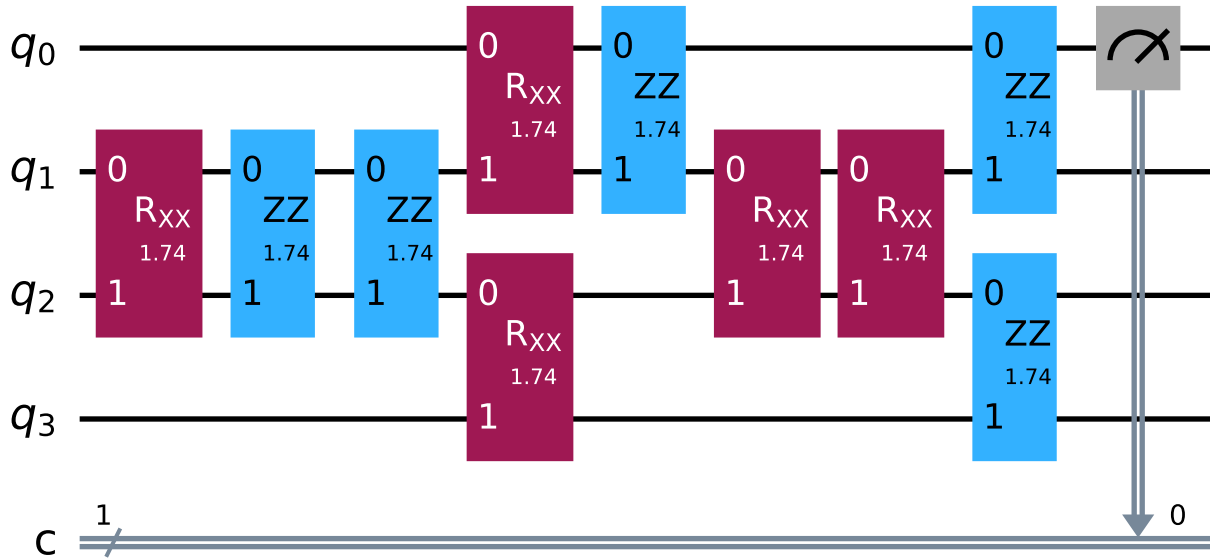 q0 0 0 0
RXX ZZ ZZ
1.74 1.74 1.74
q1 0 0 0 1 1 0 0 1
RXX ZZ ZZ RXX RXX
1.74 1.74 1.74 1.74 1.74
q2 1 1 1 0 1 1 0
RXX ZZ
1.74 1.74
q3 1 1
1 0
c